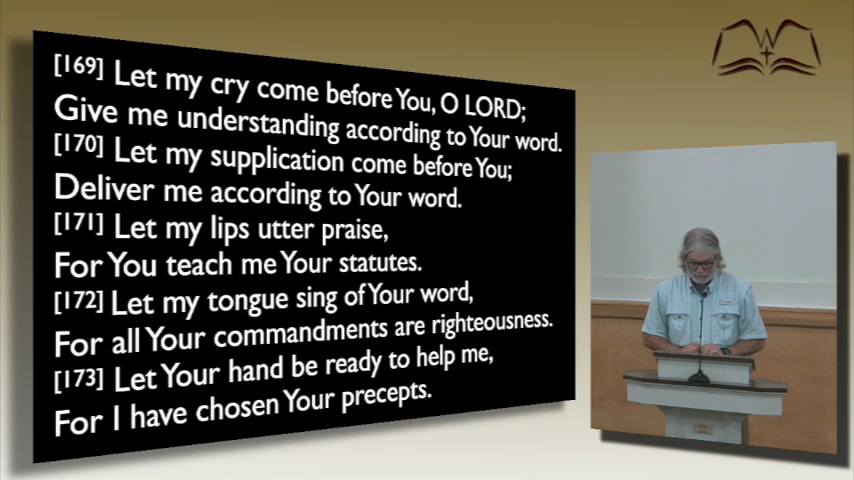 [169] Let my cry come before You, O LORD;
Give me understanding according to Your word.
[170] Let my supplication come before You;
Deliver me according to Your word.
[171] Let my lips utter praise,
For You teach me Your statutes.
[172] Let my tongue sing of Your word,
For all Your commandments are righteousness.
[173] Let Your hand be ready to help me,
For I have chosen Your precepts.